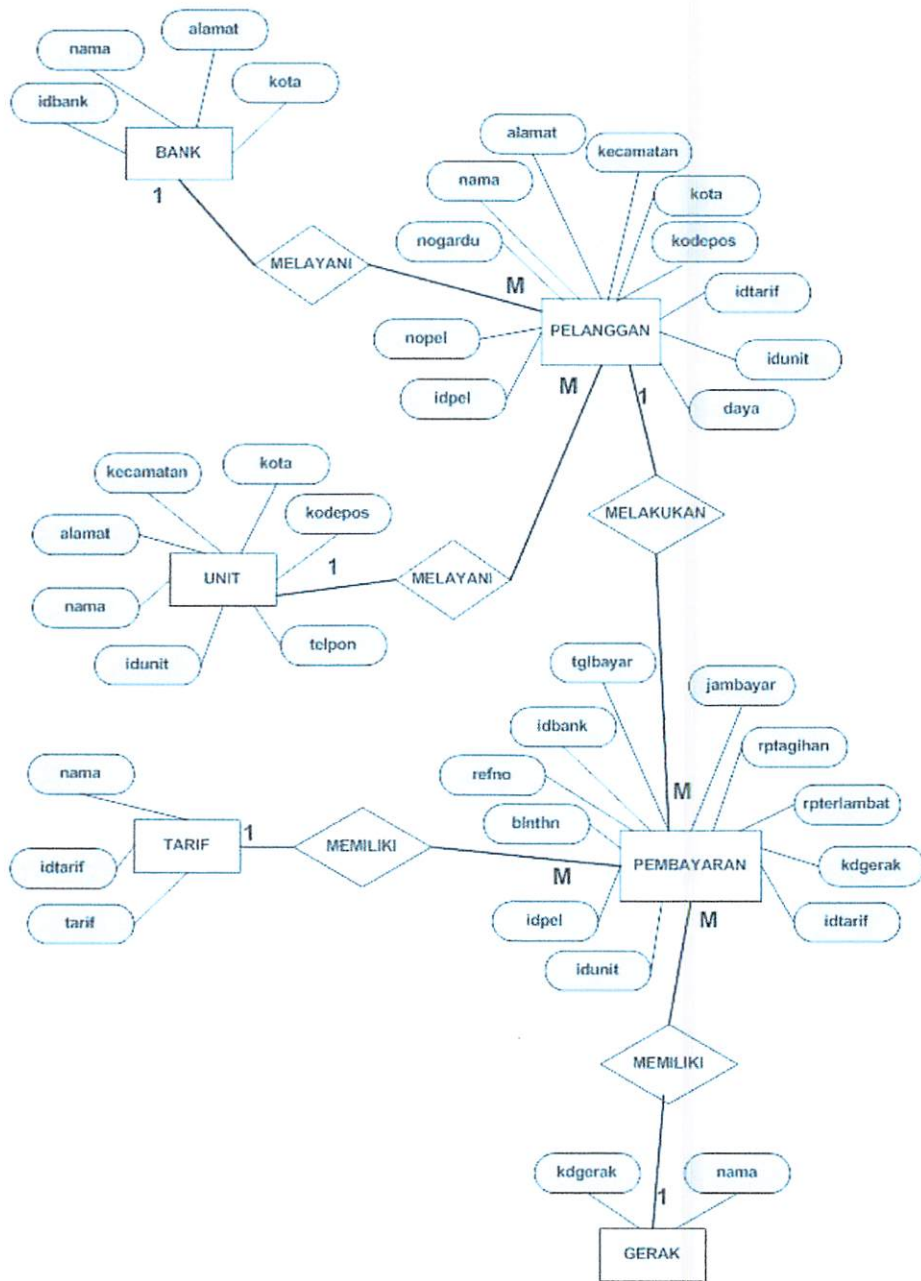 alamat
nama
kota
idbank
BANK
1
MELAYANI
alamat
kecamatan
nama
kota
nogardu
kodepos
M
idtarif
PELANGGAN
nopel
idunit
idpel
M
1
daya
kecamatan
kota
kodepos
alamat
UNIT
1
MELAYANI
MELAKUKAN
nama
idunit
telpon
tglbayar
jambayar
idbank
rptagihan
refno
rpterlambat
blnthn
M
PEMBAYARAN
kdgerak
idpel
M
idtarif
idunit
nama
TARIF
1
MEMILIKI
M
idtarif
tarif
MEMILIKI
kdgerak
nama
1
GERAK